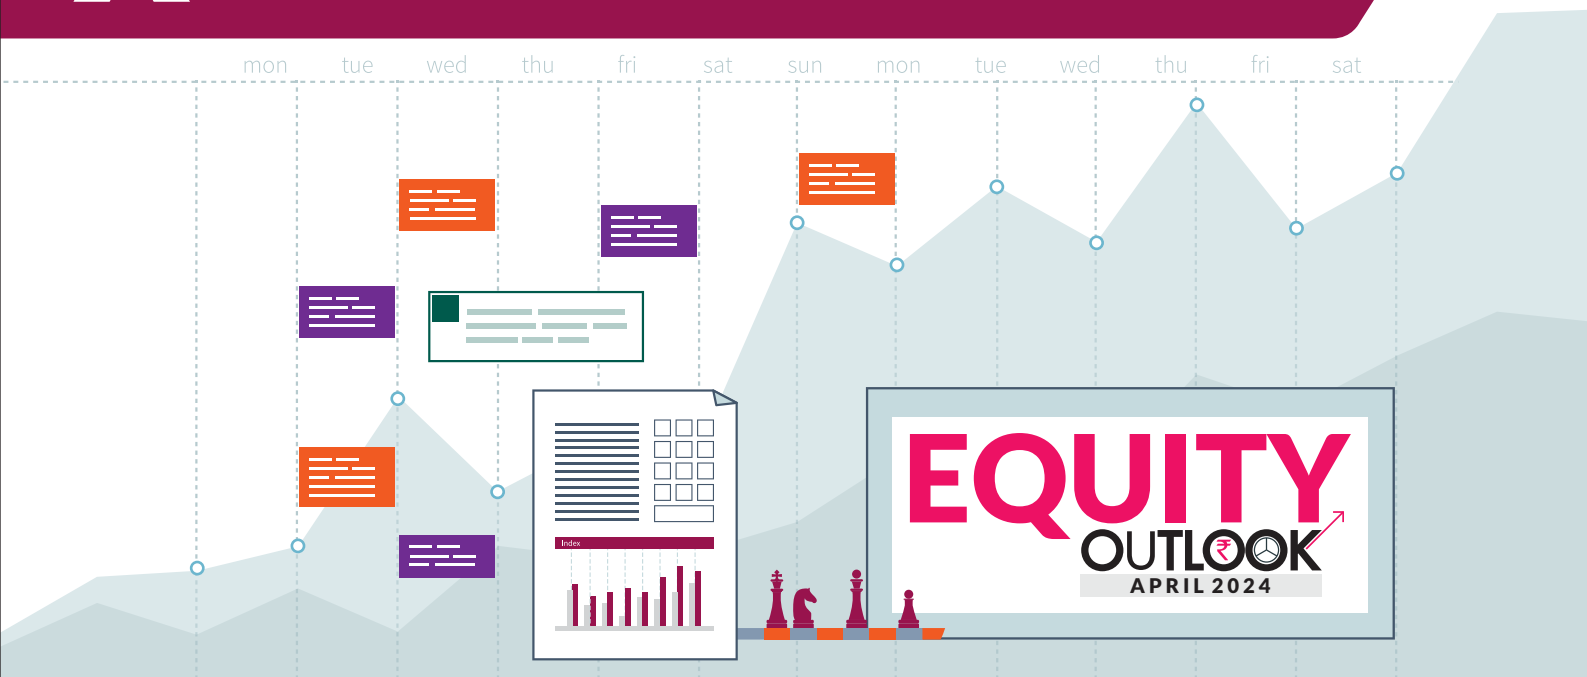 mon tue wed thu fri sat sun mon tue wed thu fri sat
Index
EQUITY
OUTLOOK
APRIL 2024